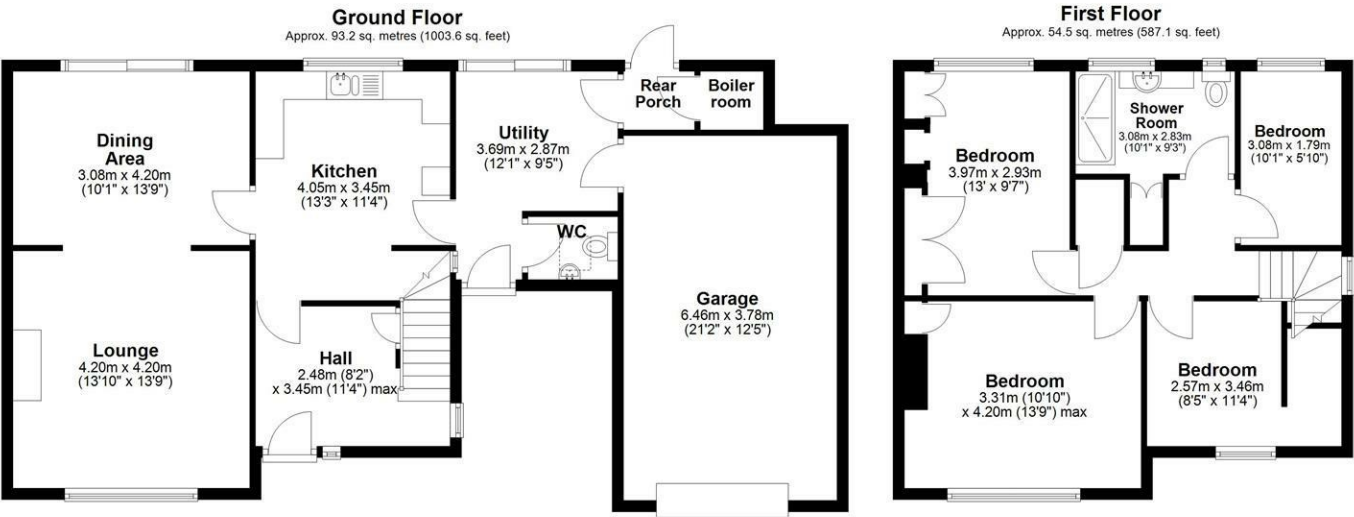 Ground Floor
Approx. 93.2 sq. metres (1003.6 sq. feet)
Dining
Area
3.08m x 4.20m
(10'1" x 13'9")
Kitchen
4.05m x 3.45m
(13'3" x 11'4")
Utility
3.69m x 2.87m
(12'1" x 9'5")
Rear
Porch
Boiler
room
WC
Lounge
4.20m x 4.20m
(13'10" x 13'9")
Hall
2.48m (8'2")
x 3.45m (11'4") max
Garage
6.46m x 3.78m
(21'2" x 12'5")
First Floor
Approx. 54.5 sq. metres (587.1 sq. feet)
Bedroom
3.97m x 2.93m
(13' x 9'7")
Shower
Room
3.08m x 2.83m
(10'1" x 9'3")
Bedroom
3.08m x 1.79m
(10'1" x 5'10")
Bedroom
3.31m (10'10")
x 4.20m (13'9") max
Bedroom
2.57m x 3.46m
(8'5" x 11'4")